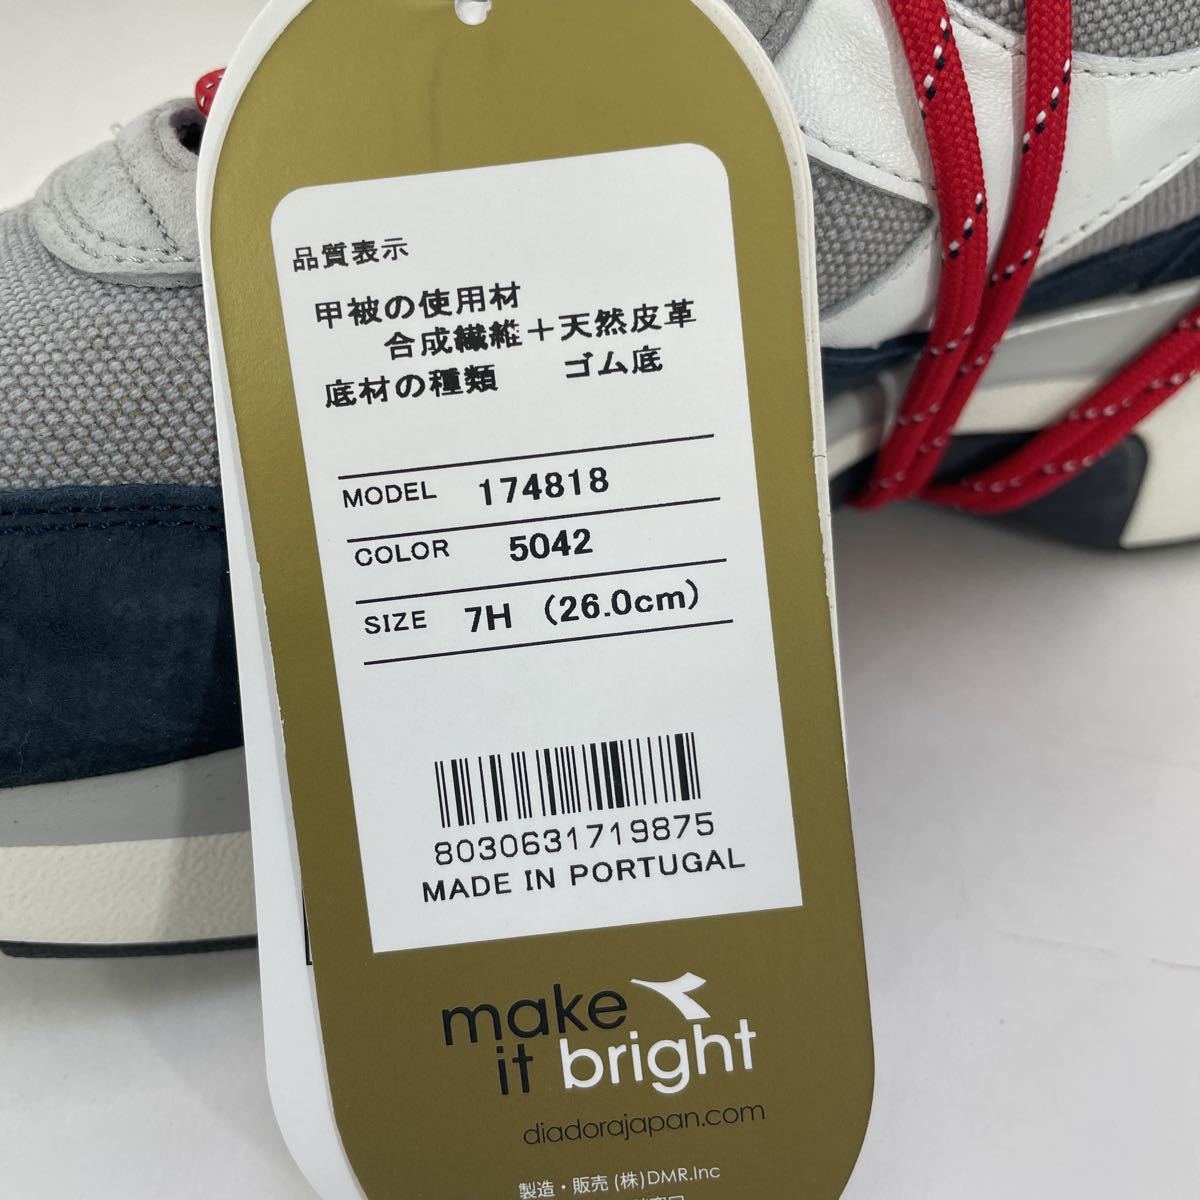 品質表示
甲被の使用材
合成繊維＋天然皮革
底材の種類　ゴム底
MODEL 174818
COLOR 5042
SIZE 7H (26.0cm)
8030631719875
MADE IN PORTUGAL
make
it bright
diadorajapan.com
製造・販売 (株)DMR.Inc